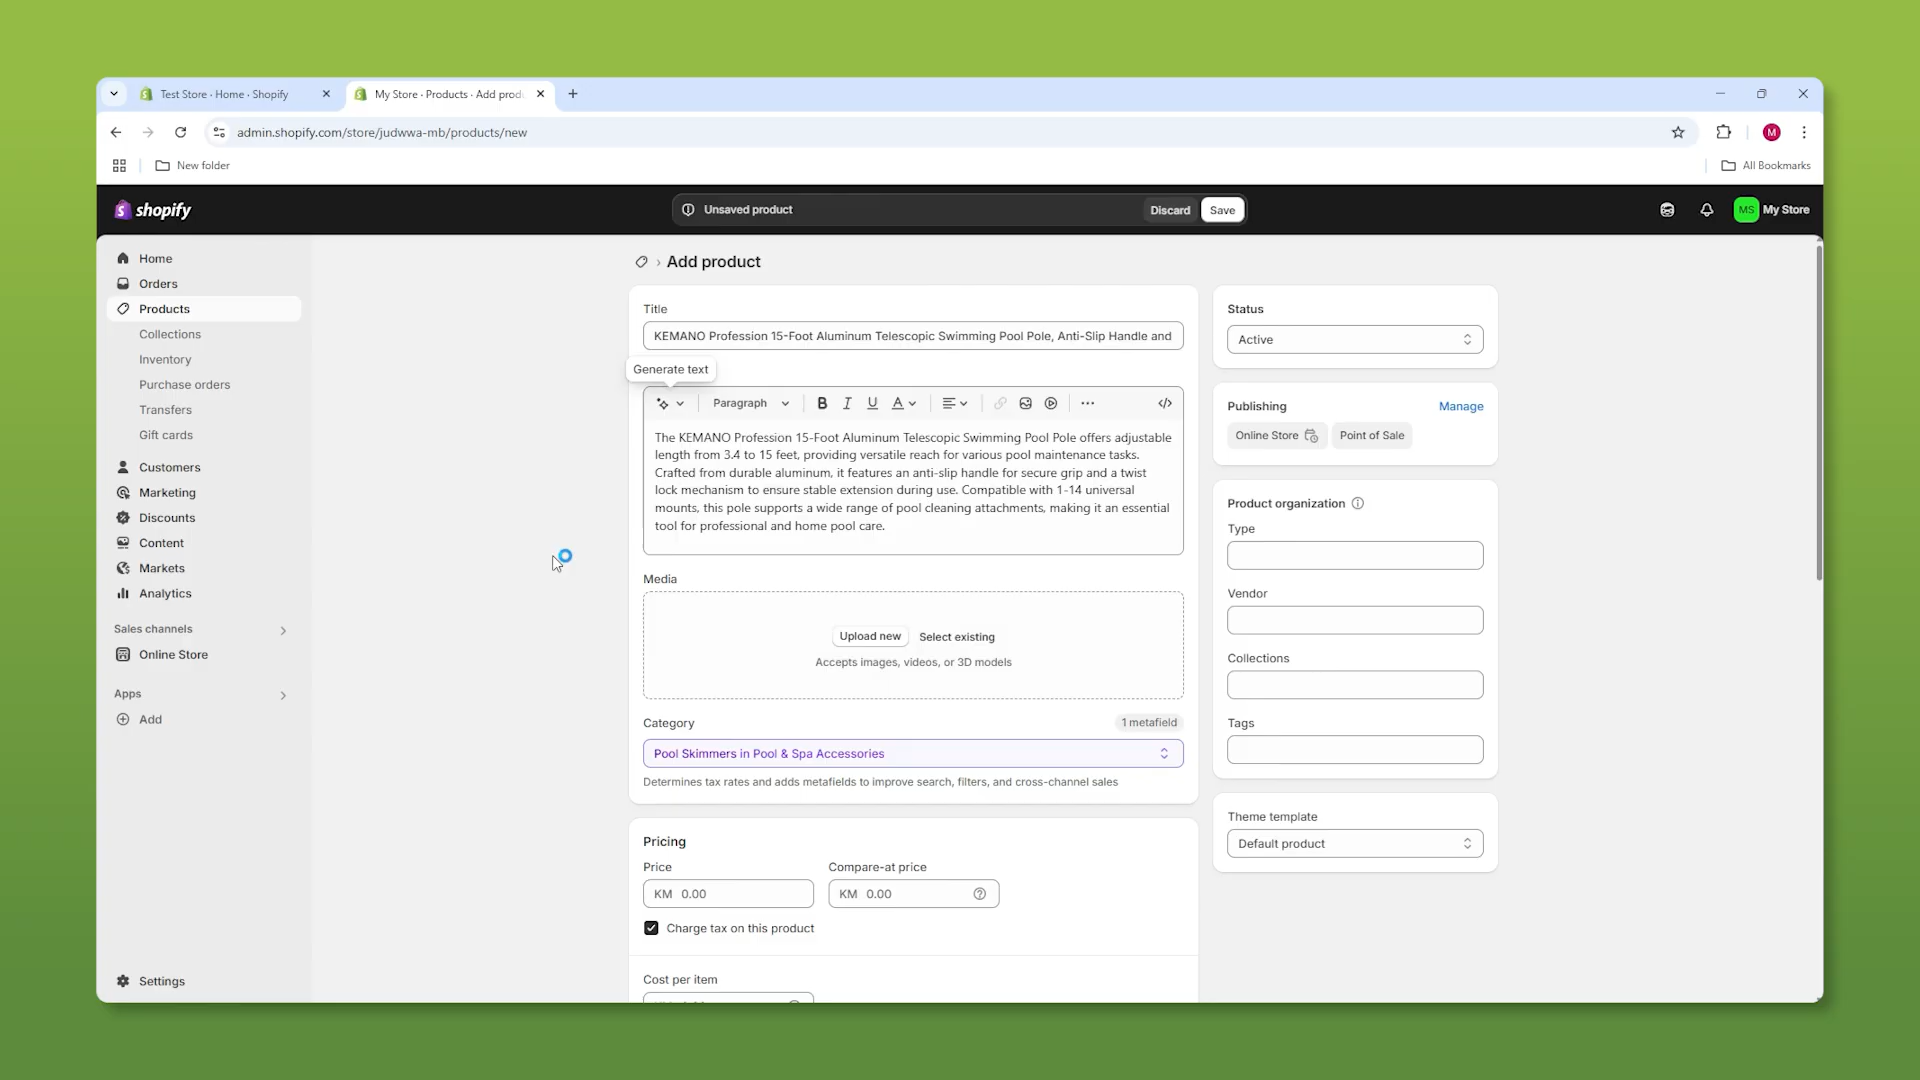 Test Store · Home · Shopify
My Store · Products · Add prod
admin.shopify.com/store/judwwa-mb/products/new
M
New folder
All Bookmarks
shopify
Unsaved product
Discard
Save
MS
My Store
Home
Orders
Products
Collections
Inventory
Purchase orders
Transfers
Gift cards
Customers
Marketing
Discounts
Content
Markets
Analytics
Sales channels
Online Store
Apps
Add
Settings
Add product
Title
KEMANO Profession 15-Foot Aluminum Telescopic Swimming Pool Pole, Anti-Slip Handle and
Generate text
Paragraph
B I U A
The KEMANO Profession 15-Foot Aluminum Telescopic Swimming Pool Pole offers adjustable
length from 3.4 to 15 feet, providing versatile reach for various pool maintenance tasks.
Crafted from durable aluminum, it features an anti-slip handle for secure grip and a twist
lock mechanism to ensure stable extension during use. Compatible with 1-14 universal
mounts, this pole supports a wide range of pool cleaning attachments, making it an essential
tool for professional and home pool care.
Media
Upload new
Select existing
Accepts images, videos, or 3D models
Category
1 metafield
Pool Skimmers in Pool & Spa Accessories
Determines tax rates and adds metafields to improve search, filters, and cross-channel sales
Pricing
Price
Compare-at price
KM 0.00
KM 0.00
Charge tax on this product
Cost per item
Status
Active
Publishing
Manage
Online Store
Point of Sale
Product organization
Type
Vendor
Collections
Tags
Theme template
Default product